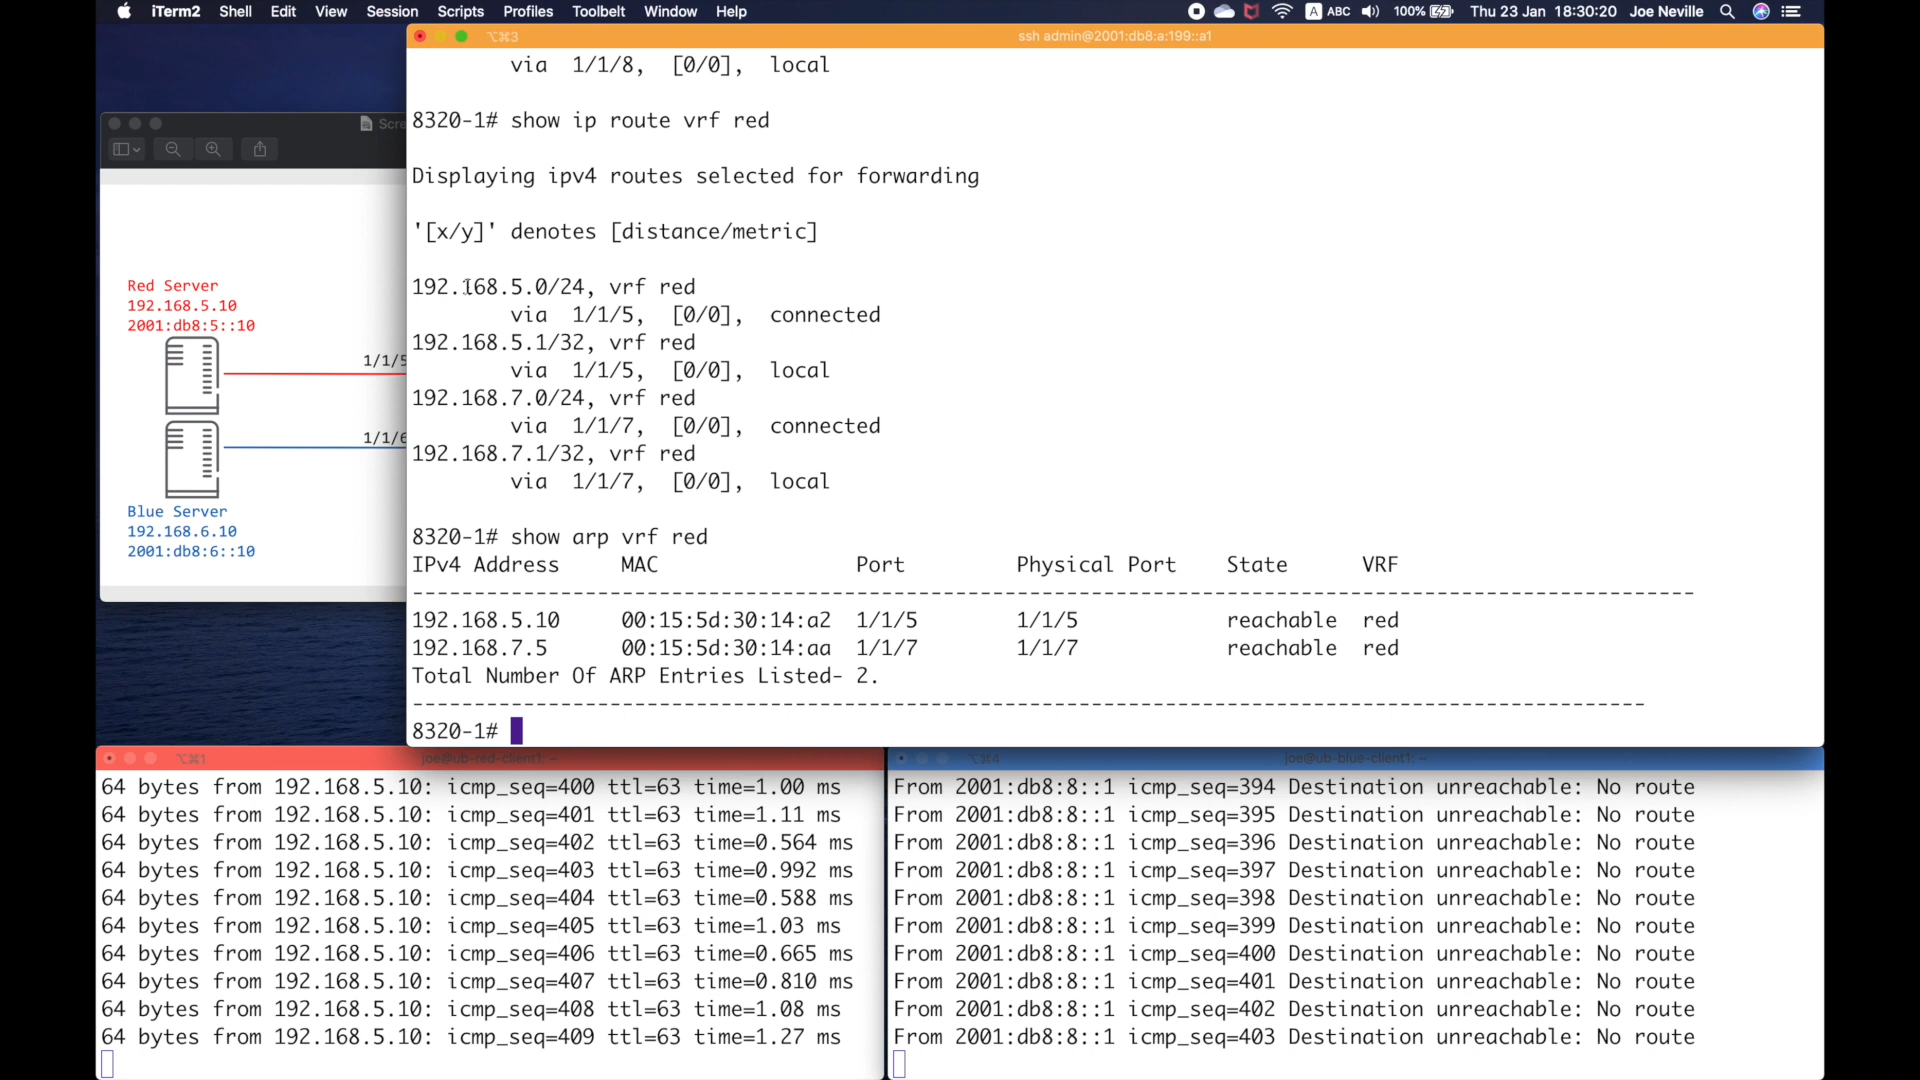 iTerm2 Shell Edit View Session Scripts Profiles Toolbelt Window Help
A ABC 100% Thu 23 Jan 18:30:20 Joe Neville
⌥⌘3 ssh admin@2001:db8:a:199::a1
via 1/1/8, [0/0], local
8320-1# show ip route vrf red
Displaying ipv4 routes selected for forwarding
'[x/y]' denotes [distance/metric]
192.168.5.0/24, vrf red
via 1/1/5, [0/0], connected
192.168.5.1/32, vrf red
via 1/1/5, [0/0], local
192.168.7.0/24, vrf red
via 1/1/7, [0/0], connected
192.168.7.1/32, vrf red
via 1/1/7, [0/0], local
8320-1# show arp vrf red
IPv4 Address MAC Port Physical Port State VRF
--------------------------------------------------------------------------------------------------------
192.168.5.10 00:15:5d:30:14:a2 1/1/5 1/1/5 reachable red
192.168.7.5 00:15:5d:30:14:aa 1/1/7 1/1/7 reachable red
Total Number Of ARP Entries Listed- 2.
----------------------------------------------------------------------------------------------------
8320-1#
Scre
Red Server
192.168.5.10
2001:db8:5::10
1/1/5
1/1/6
Blue Server
192.168.6.10
2001:db8:6::10
⌥⌘1 joe@ub-red-client1: ~
64 bytes from 192.168.5.10: icmp_seq=400 ttl=63 time=1.00 ms
64 bytes from 192.168.5.10: icmp_seq=401 ttl=63 time=1.11 ms
64 bytes from 192.168.5.10: icmp_seq=402 ttl=63 time=0.564 ms
64 bytes from 192.168.5.10: icmp_seq=403 ttl=63 time=0.992 ms
64 bytes from 192.168.5.10: icmp_seq=404 ttl=63 time=0.588 ms
64 bytes from 192.168.5.10: icmp_seq=405 ttl=63 time=1.03 ms
64 bytes from 192.168.5.10: icmp_seq=406 ttl=63 time=0.665 ms
64 bytes from 192.168.5.10: icmp_seq=407 ttl=63 time=0.810 ms
64 bytes from 192.168.5.10: icmp_seq=408 ttl=63 time=1.08 ms
64 bytes from 192.168.5.10: icmp_seq=409 ttl=63 time=1.27 ms
⌥⌘4 joe@ub-blue-client1: ~
From 2001:db8:8::1 icmp_seq=394 Destination unreachable: No route
From 2001:db8:8::1 icmp_seq=395 Destination unreachable: No route
From 2001:db8:8::1 icmp_seq=396 Destination unreachable: No route
From 2001:db8:8::1 icmp_seq=397 Destination unreachable: No route
From 2001:db8:8::1 icmp_seq=398 Destination unreachable: No route
From 2001:db8:8::1 icmp_seq=399 Destination unreachable: No route
From 2001:db8:8::1 icmp_seq=400 Destination unreachable: No route
From 2001:db8:8::1 icmp_seq=401 Destination unreachable: No route
From 2001:db8:8::1 icmp_seq=402 Destination unreachable: No route
From 2001:db8:8::1 icmp_seq=403 Destination unreachable: No route